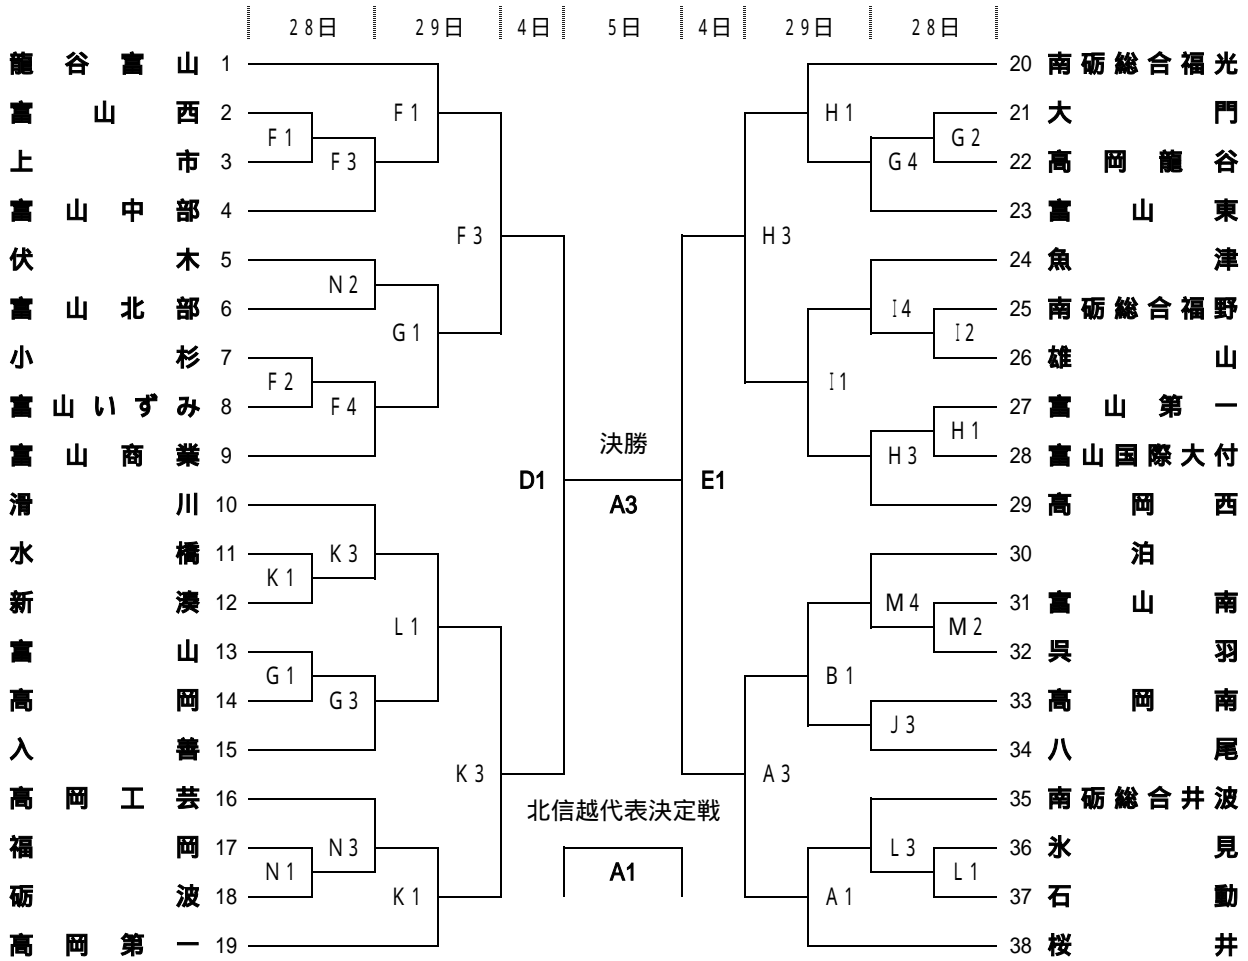 28日 29日 4日 5日 4日 29日 28日
龍谷富山 1 20 南砺総合福光
富山西 2 F1 H1 21 大門
F1 G2
上市 3 F3 G4 22 高岡龍谷
富山中部 4 23 富山東
F3 H3
伏木 5 24 魚津
N2
富山北部 6 I4 25 南砺総合福野
G1 I2
小杉 7 26 雄山
F2 I1
富山いずみ 8 F4 27 富山第一
決勝 H1
富山商業 9 H3 28 富山国際大付
D1 E1
滑川 10 A3 29 高岡西
水橋 11 K3 30 泊
K1
新湊 12 M4 31 富山南
L1 M2
富山 13 32 呉羽
G1 B1
高岡 14 G3 33 高岡南
J3
入善 15 34 八尾
K3 A3
高岡工芸 16 35 南砺総合井波
北信越代表決定戦
福岡 17 N3 L3 36 氷見
N1 A1 L1
砺波 18 K1 A1 37 石動
高岡第一 19 38 桜井